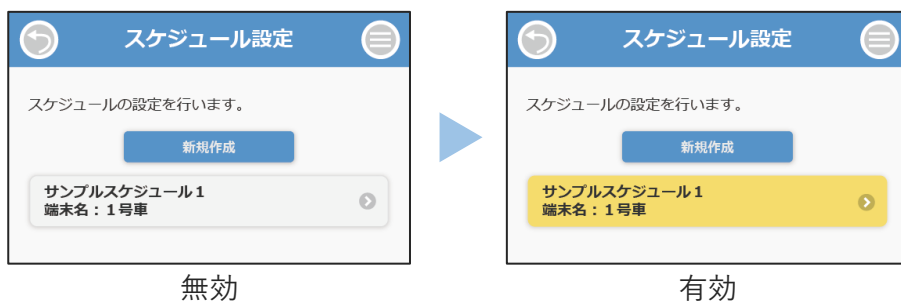 スケジュール設定
スケジュールの設定を行います。
新規作成
サンプルスケジュール1
端末名：1号車
無効
スケジュール設定
スケジュールの設定を行います。
新規作成
サンプルスケジュール1
端末名：1号車
有効